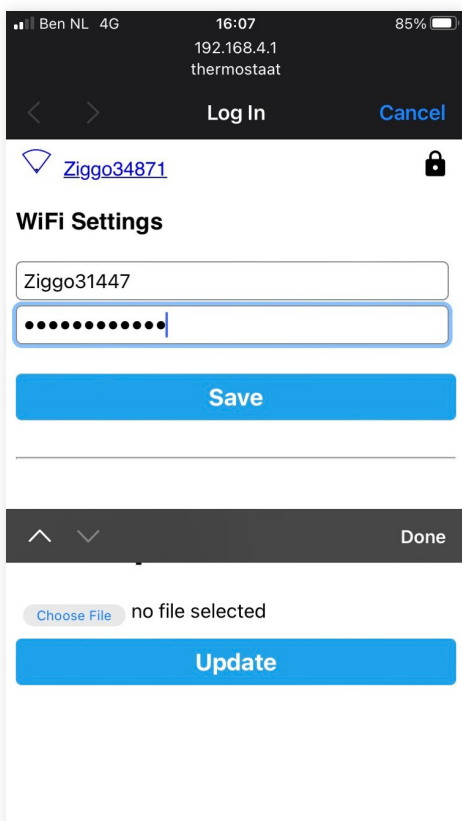 Ben NL 4G 16:07 85%
192.168.4.1
thermostaat
Log In Cancel
Ziggo34871
WiFi Settings
Ziggo31447
••••••••••••
Save
Done
Choose File no file selected
Update